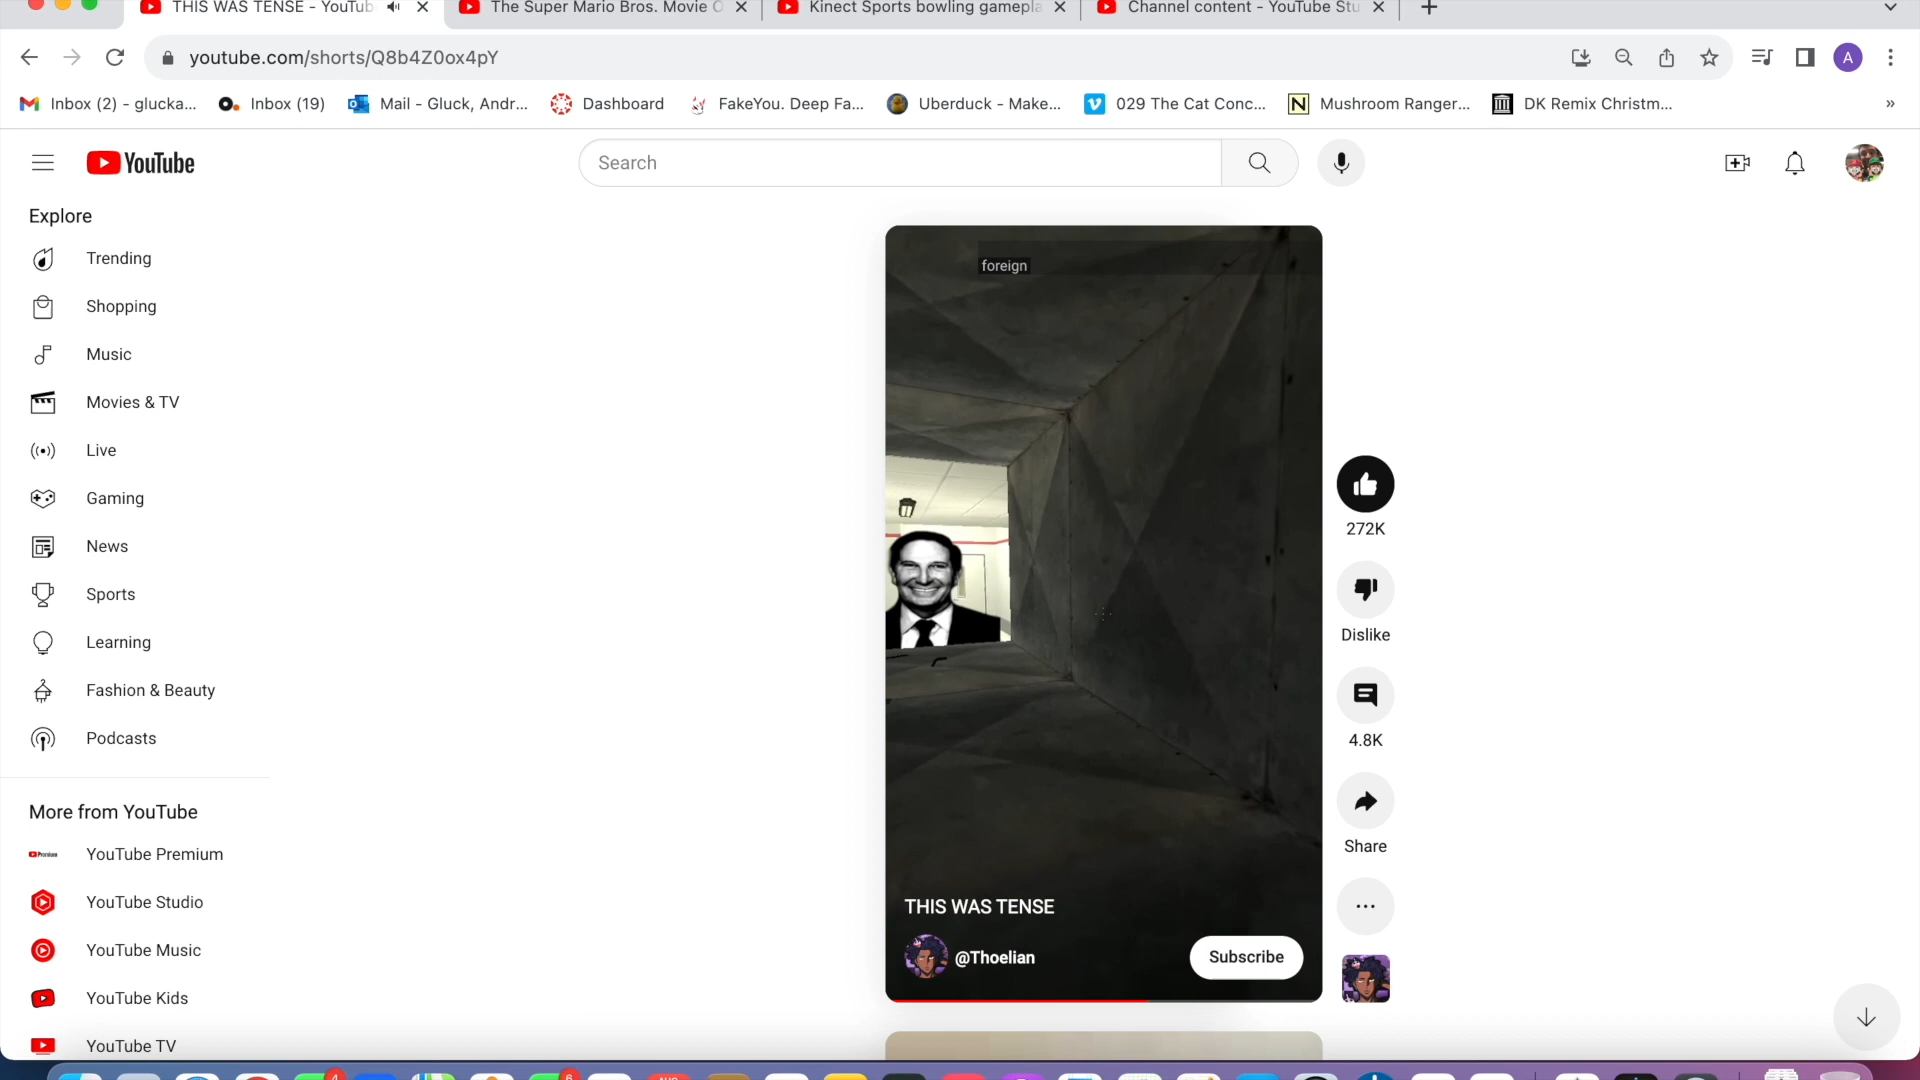 THIS WAS TENSE - YouTub
The Super Mario Bros. Movie
Kinect Sports bowling gamepla
Channel content - YouTube Stu
youtube.com/shorts/Q8b4Z0ox4pY
A
Inbox (2) - glucka...
Inbox (19)
Mail - Gluck, Andr...
Dashboard
FakeYou. Deep Fa...
Uberduck - Make...
029 The Cat Conc...
Mushroom Ranger...
DK Remix Christm...
YouTube
Search
Explore
Trending
Shopping
Music
Movies & TV
Live
Gaming
News
Sports
Learning
Fashion & Beauty
Podcasts
More from YouTube
YouTube Premium
YouTube Studio
YouTube Music
YouTube Kids
YouTube TV
foreign
THIS WAS TENSE
@Thoelian
Subscribe
272K
Dislike
4.8K
Share